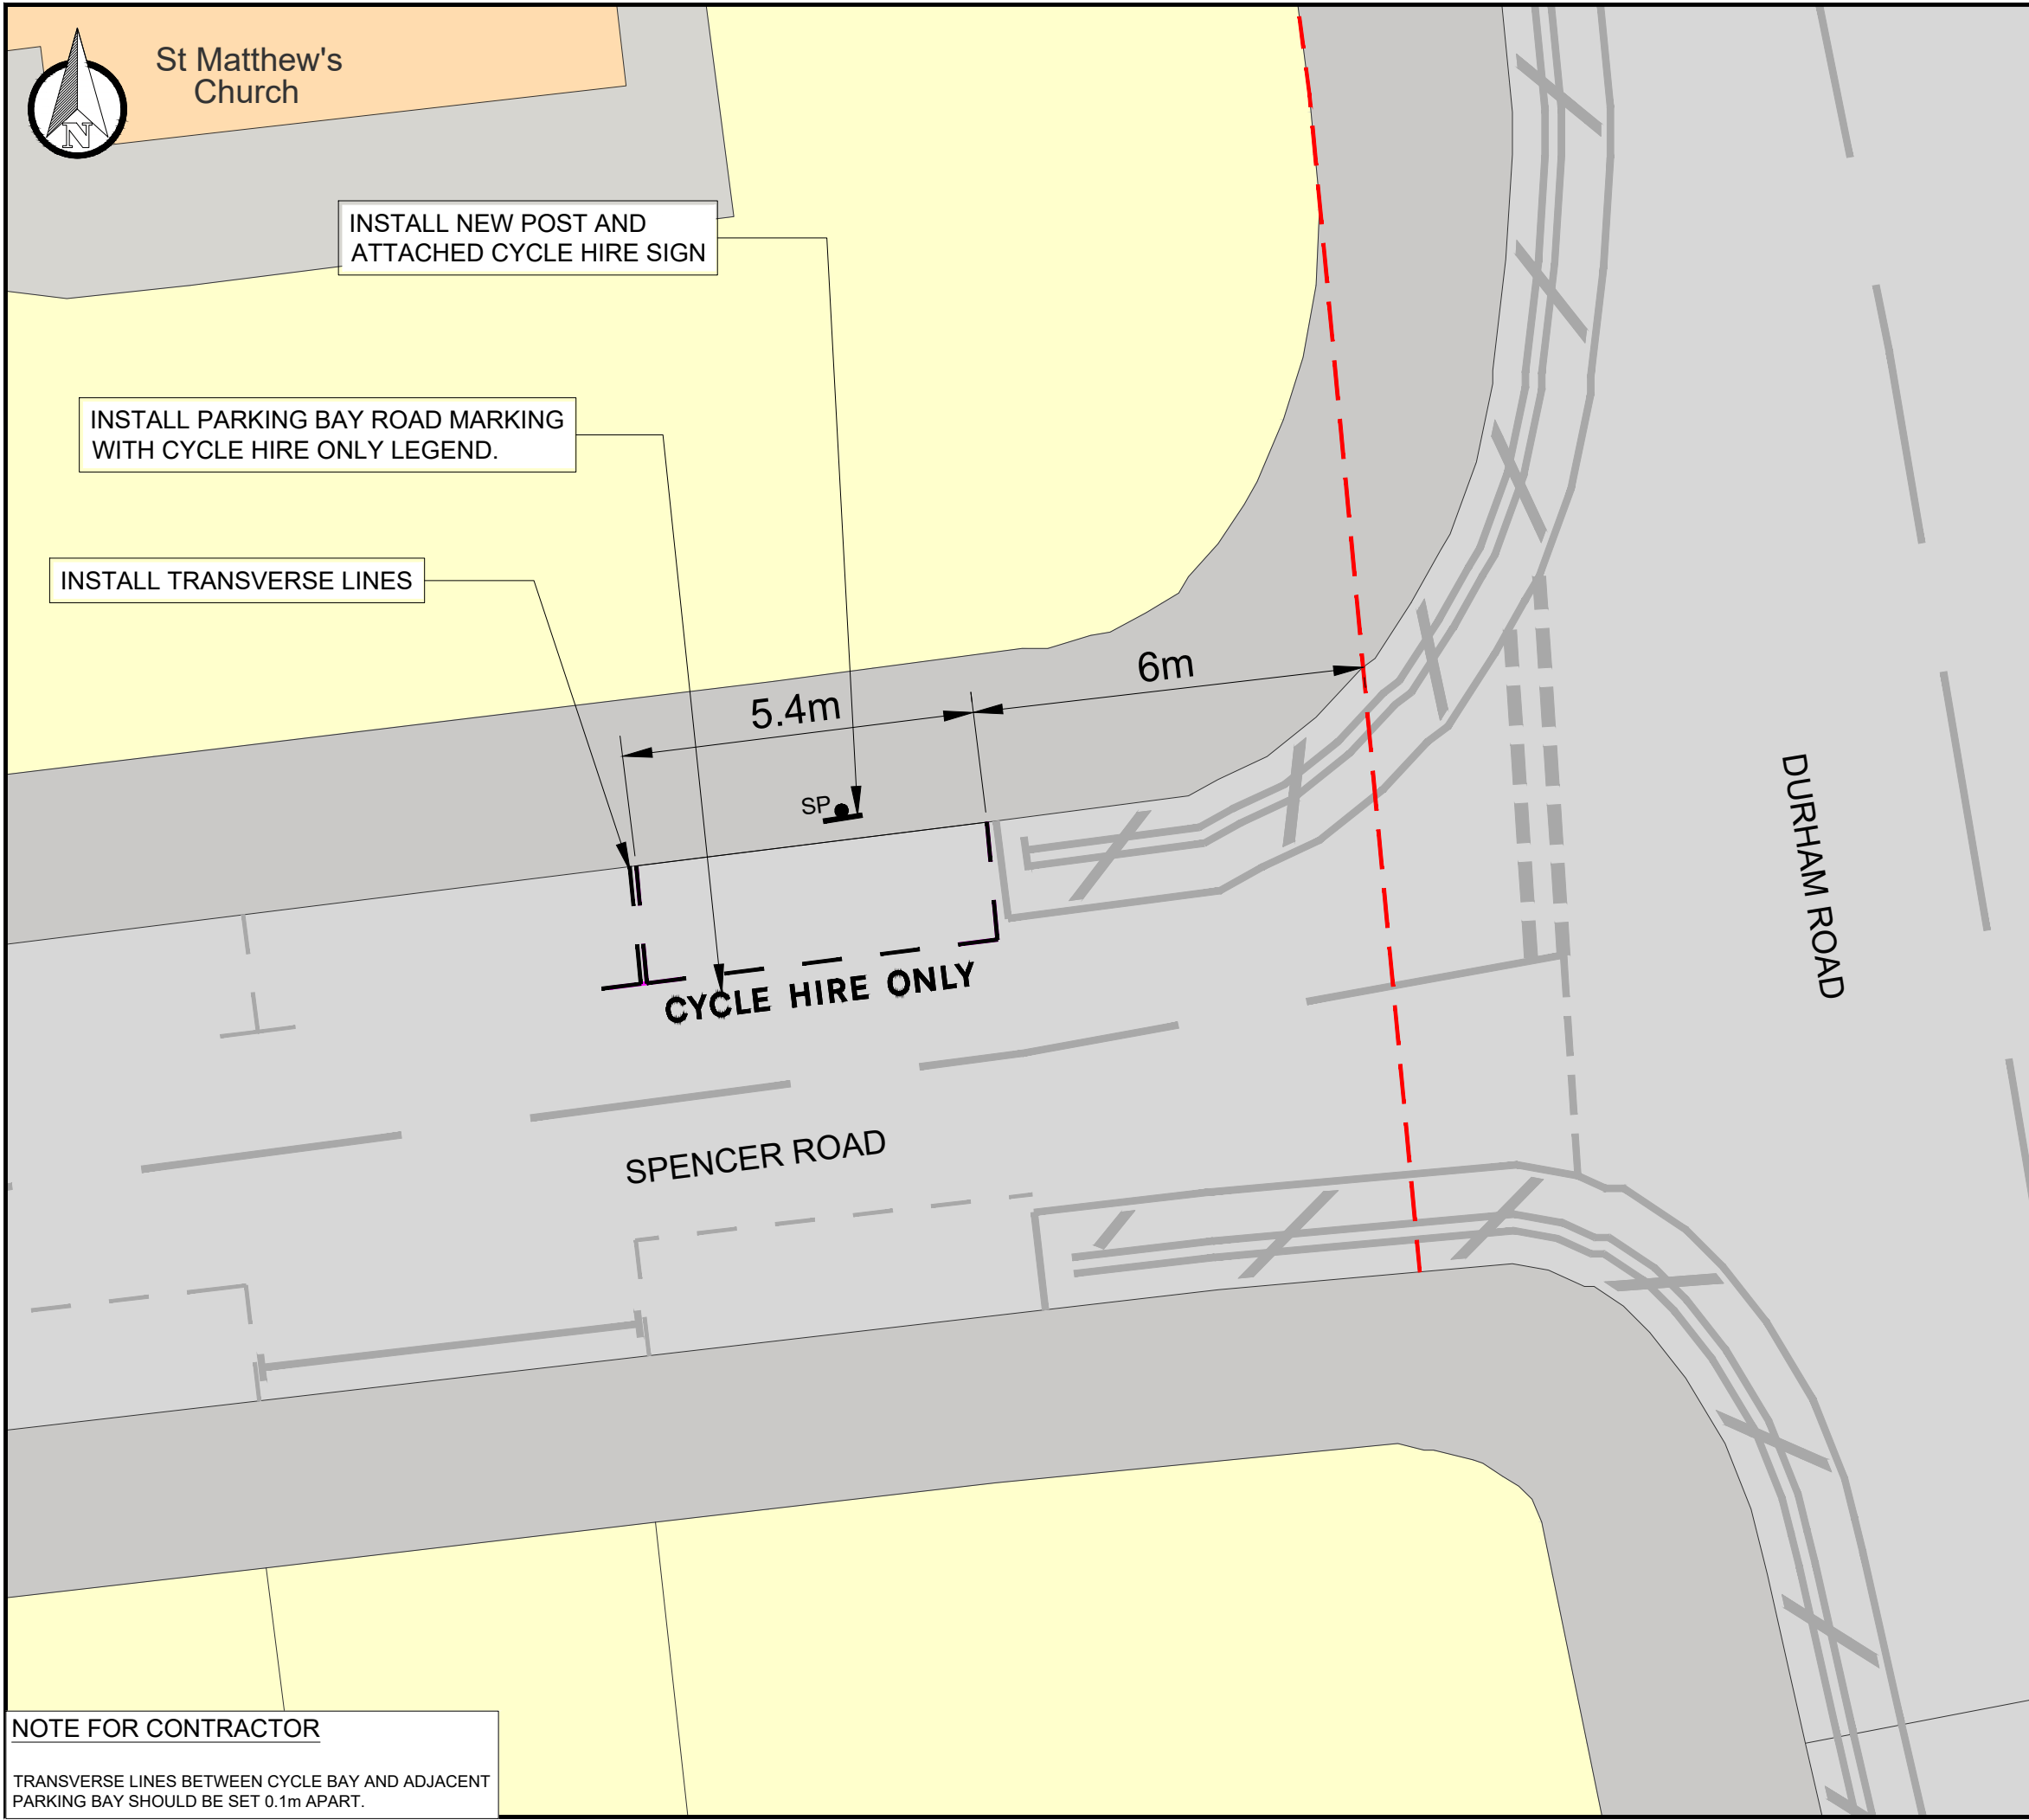 St Matthew's
Church
N
INSTALL NEW POST AND
ATTACHED CYCLE HIRE SIGN
INSTALL PARKING BAY ROAD MARKING
WITH CYCLE HIRE ONLY LEGEND.
INSTALL TRANSVERSE LINES
6m
5.4m
SP
DURHAM ROAD
CYCLE HIRE ONLY
SPENCER ROAD
NOTE FOR CONTRACTOR
TRANSVERSE LINES BETWEEN CYCLE BAY AND ADJACENT
PARKING BAY SHOULD BE SET 0.1m APART.